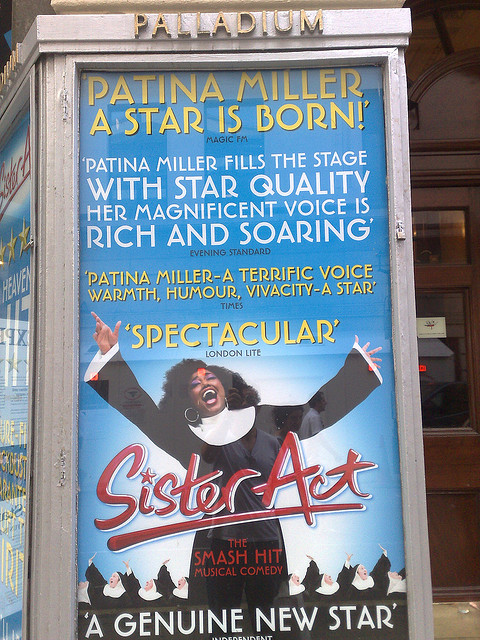 PALLADIUM
'PATINA MILLER
A STAR IS BORN!'
MAGIC FM
'PATINA MILLER FILLS THE STAGE
WITH STAR QUALITY
HER MAGNIFICENT VOICE IS
RICH AND SOARING'
EVENING STANDARD
'PATINA MILLER-A TERRIFIC VOICE
WARMTH, HUMOUR, VIVACITY-A STAR'
TIMES
'SPECTACULAR'
LONDON LITE
Sister Act
THE
SMASH HIT
MUSICAL COMEDY
'A GENUINE NEW STAR'
INDEPENDENT
HEAVEN